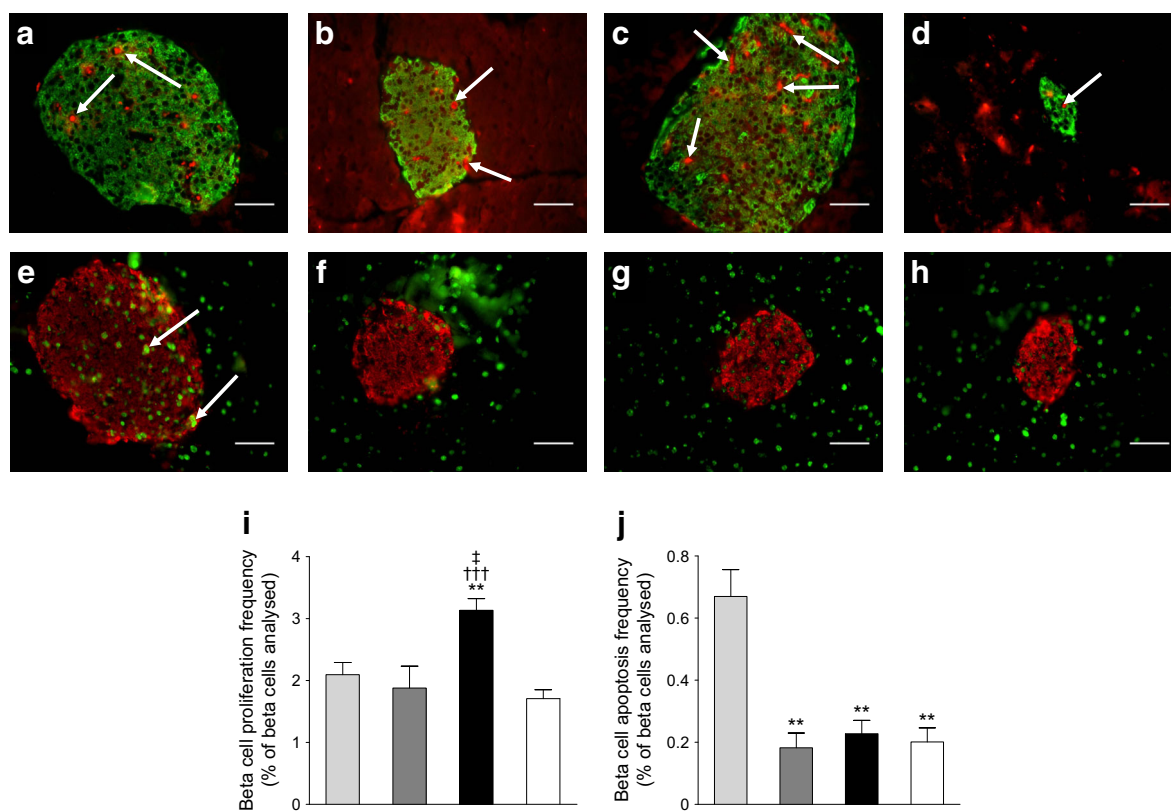 a
b
c
d
e
f
g
h
i
j
Beta cell proliferation frequency
(% of beta cells analysed)
4
3
2
1
0
‡
†††
**
Beta cell apoptosis frequency
(% of beta cells analysed)
0.8
0.6
0.4
0.2
0
**
**
**